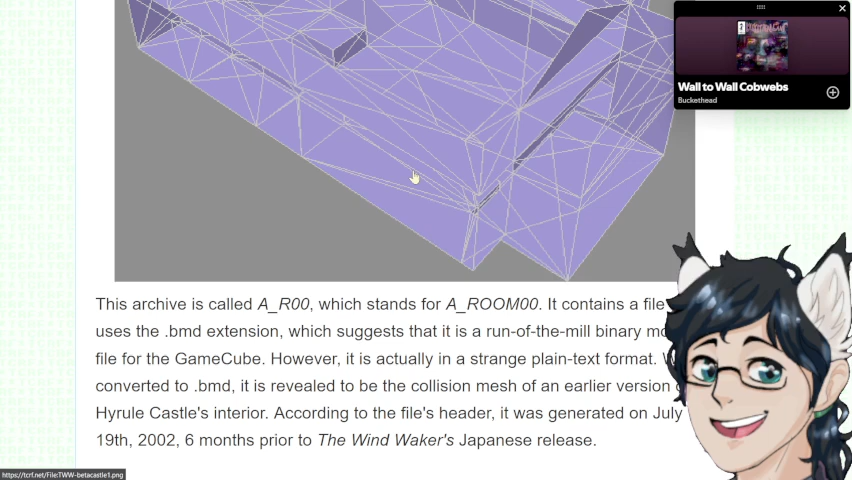 Wall to Wall Cobwebs
Buckethead
This archive is called A_R00, which stands for A_ROOM00. It contains a file
uses the .bmd extension, which suggests that it is a run-of-the-mill binary mo
file for the GameCube. However, it is actually in a strange plain-text format. W
converted to .bmd, it is revealed to be the collision mesh of an earlier version
Hyrule Castle's interior. According to the file's header, it was generated on July
19th, 2002, 6 months prior to The Wind Waker's Japanese release.
https://tcrf.net/File:TWW-betacastle1.png